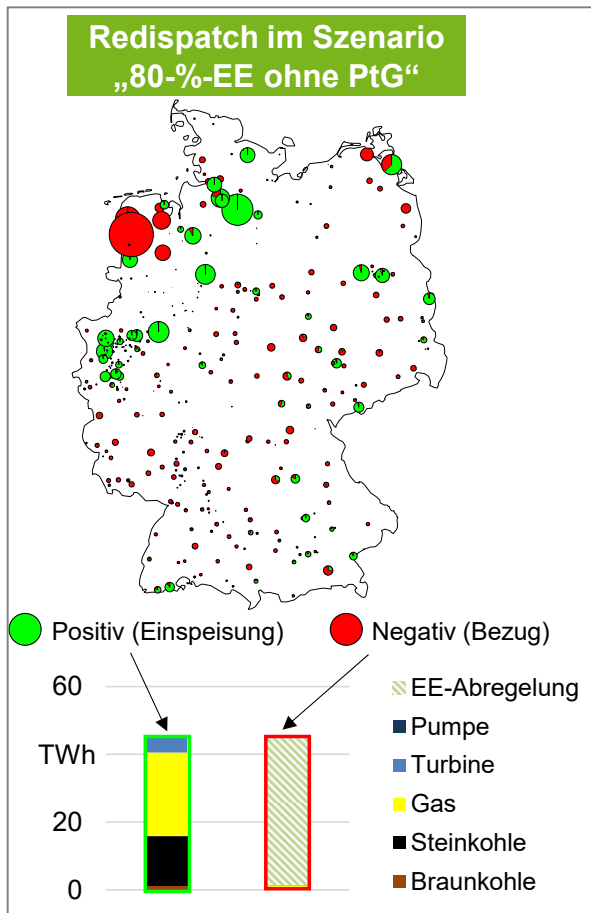 Redispatch im Szenario
„80-%-EE ohne PtG“
Positiv (Einspeisung)
Negativ (Bezug)
60
TWh
20
0
EE-Abregelung
Pumpe
Turbine
Gas
Steinkohle
Braunkohle